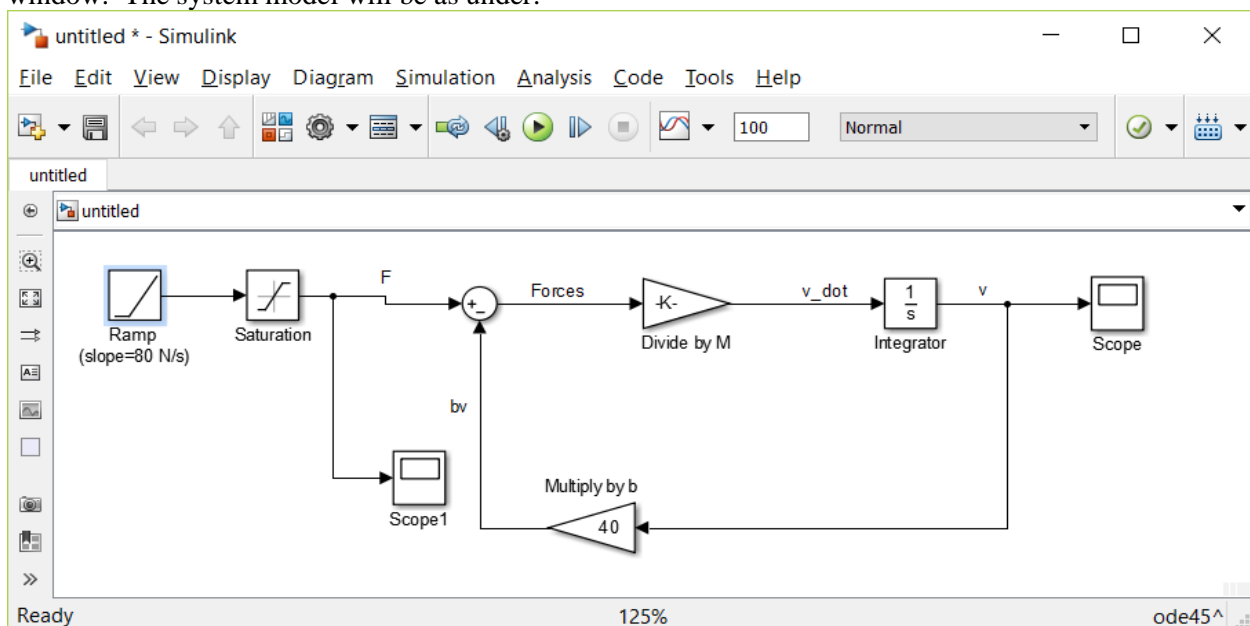 window. The system model will be as under:
untitled * - Simulink
File Edit View Display Diagram Simulation Analysis Code Tools Help
100 Normal
untitled
untitled
F Forces v_dot v
-K- 1
s
+
-
Ramp Saturation Divide by M Integrator Scope
(slope=80 N/s)
bv
Multiply by b
40
Scope1
Ready 125% ode45^